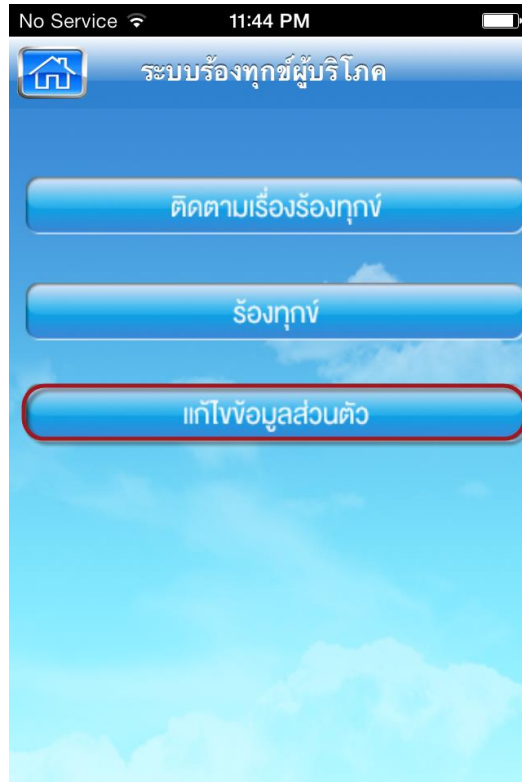 No Service 11:44 PM
ระบบร้องทุกข์ผู้บริโภค
ติดตามเรื่องร้องทุกข์
ร้องทุกข์
แก้ไขข้อมูลส่วนตัว